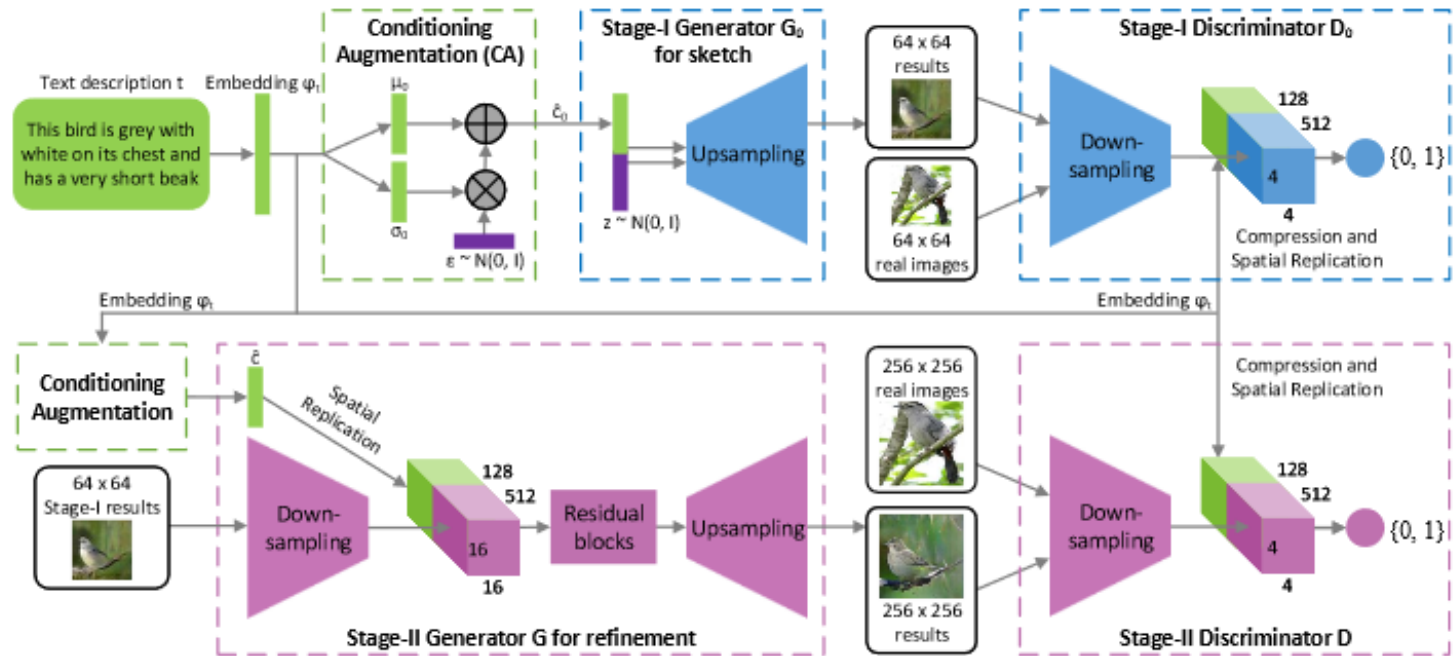 Conditioning
Augmentation (CA)
Stage-I Generator G₀
for sketch
Stage-I Discriminator D₀
Text description t
Embedding φₜ
This bird is grey with
white on its chest and
has a very short beak
μ₀
σ₀
ε ~ N(0, I)
ĉ₀
z ~ N(0, I)
Upsampling
64 x 64
results
64 x 64
real images
Down-
sampling
128
512
4
4
{0, 1}
Compression and
Spatial Replication
Embedding φₜ
Embedding φₜ
Conditioning
Augmentation
64 x 64
Stage-I results
ĉ
Spatial
Replication
Down-
sampling
128
512
16
16
Residual
blocks
Upsampling
Stage-II Generator G for refinement
256 x 256
real images
256 x 256
results
Compression and
Spatial Replication
Down-
sampling
128
512
4
4
{0, 1}
Stage-II Discriminator D